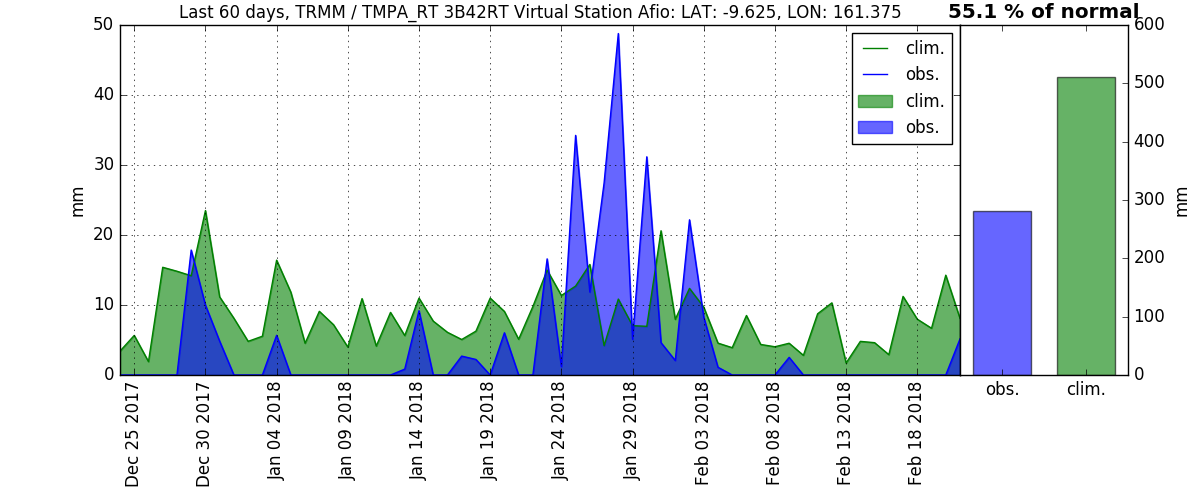 Last 60 days, TRMM / TMPA_RT 3B42RT Virtual Station Afio: LAT: -9.625, LON: 161.375
55.1 % of normal
50
40
30
20
10
0
mm
clim.
obs.
clim.
obs.
Dec 25 2017
Dec 30 2017
Jan 04 2018
Jan 09 2018
Jan 14 2018
Jan 19 2018
Jan 24 2018
Jan 29 2018
Feb 03 2018
Feb 08 2018
Feb 13 2018
Feb 18 2018
600
500
400
300
200
100
0
mm
obs.
clim.